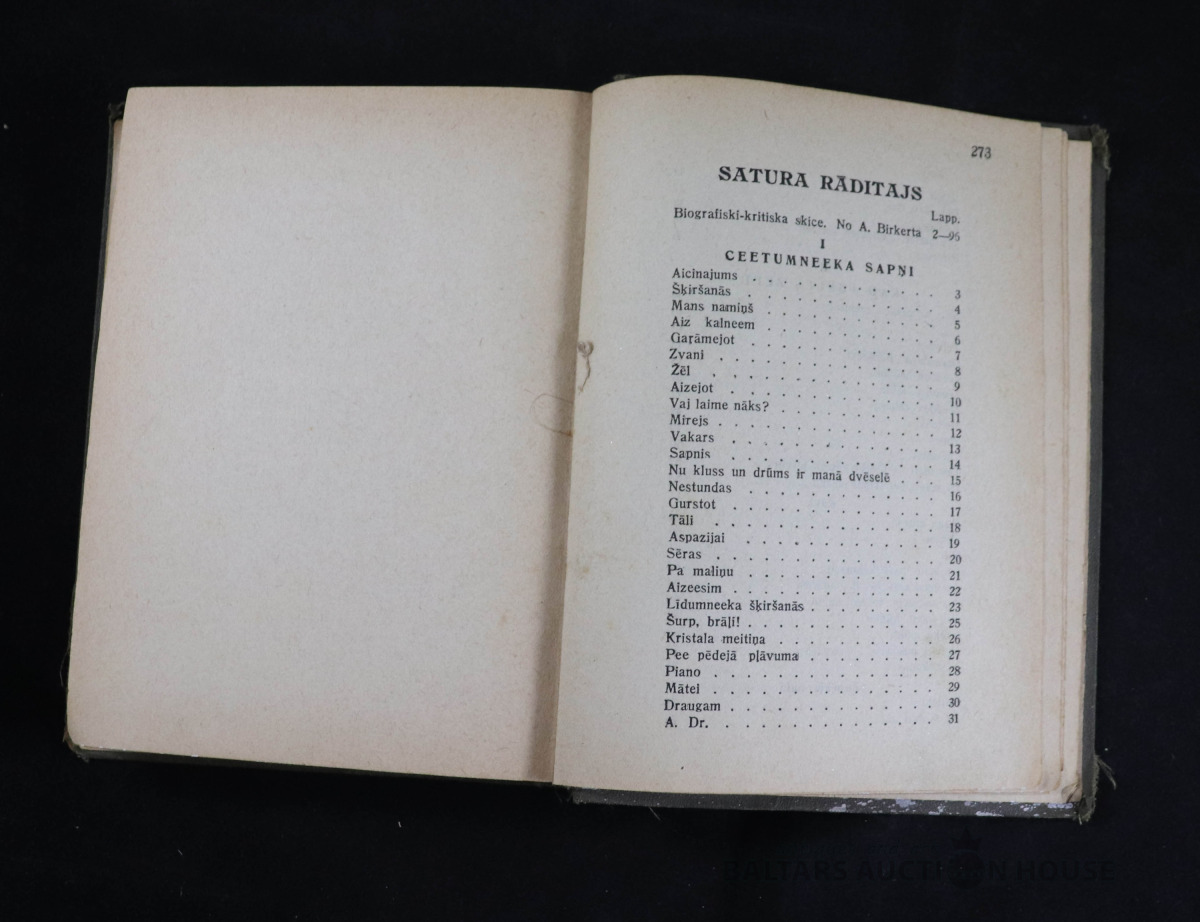 273
SATURA RĀDITAJS
Lapp.
Biografiski-kritiska skice. No A. Birkerta 2—96
I
CEETUMNEEKA SAPŅI
Aicinajums . . . . . . . . . . . . 3
Šķiršanās . . . . . . . . . . . . 4
Mans namiņš . . . . . . . . . . . 5
Aiz kalneem . . . . . . . . . . . 6
Garāmejot . . . . . . . . . . . . 7
Zvani . . . . . . . . . . . . . . 8
Žēl . . . . . . . . . . . . . . 9
Aizejot . . . . . . . . . . . . . 10
Vaj laime nāks? . . . . . . . . . . 11
Mirejs . . . . . . . . . . . . . . 12
Vakars . . . . . . . . . . . . . 13
Sapnis . . . . . . . . . . . . . 14
Nu kluss un drūms ir manā dvēselē . . . 15
Nestundas . . . . . . . . . . . . 16
Gurstot . . . . . . . . . . . . . 17
Tāli . . . . . . . . . . . . . . 18
Aspazijai . . . . . . . . . . . . 19
Sēras . . . . . . . . . . . . . . 20
Pa maliņu . . . . . . . . . . . . 21
Aizeesim . . . . . . . . . . . . . 22
Līdumneeka šķiršanās . . . . . . . . 23
Šurp, brāļi! . . . . . . . . . . . . 25
Kristala meitiņa . . . . . . . . . . 26
Pee pēdejā pļāvuma . . . . . . . . 27
Piano . . . . . . . . . . . . . . 28
Mātei . . . . . . . . . . . . . . 29
Draugam . . . . . . . . . . . . . 30
A. Dr. . . . . . . . . . . . . . 31
BALTARS AUCTION HOUSE